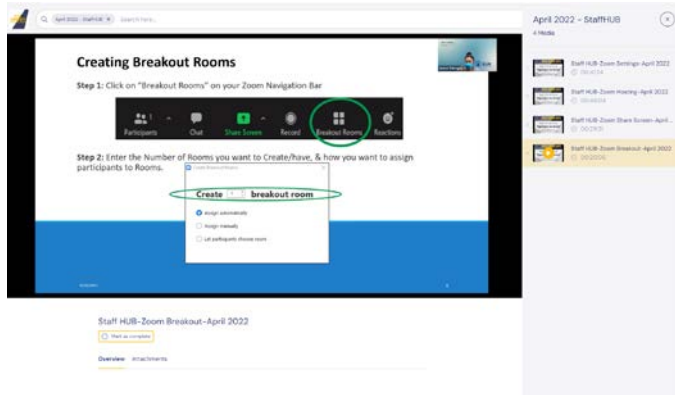 April 2022 - StaffHUB × Search here...
April 2022 - StaffHUB
4 Media
Creating Breakout Rooms
Step 1: Click on "Breakout Rooms" on your Zoom Navigation Bar
Participants Chat Share Screen Record Breakout Rooms Reactions
Step 2: Enter the Number of Rooms you want to Create/have, & how you want to assign
participants to Rooms.
Create breakout room
Assign automatically
Assign manually
Let participants choose room
Staff HUB-Zoom Settings-April 2022
Staff HUB-Zoom Hosting-April 2022
Staff HUB-Zoom Share Screen-April...
Staff HUB-Zoom Breakout-April 2022
Staff HUB-Zoom Breakout-April 2022
Mark as complete
Overview Attachments